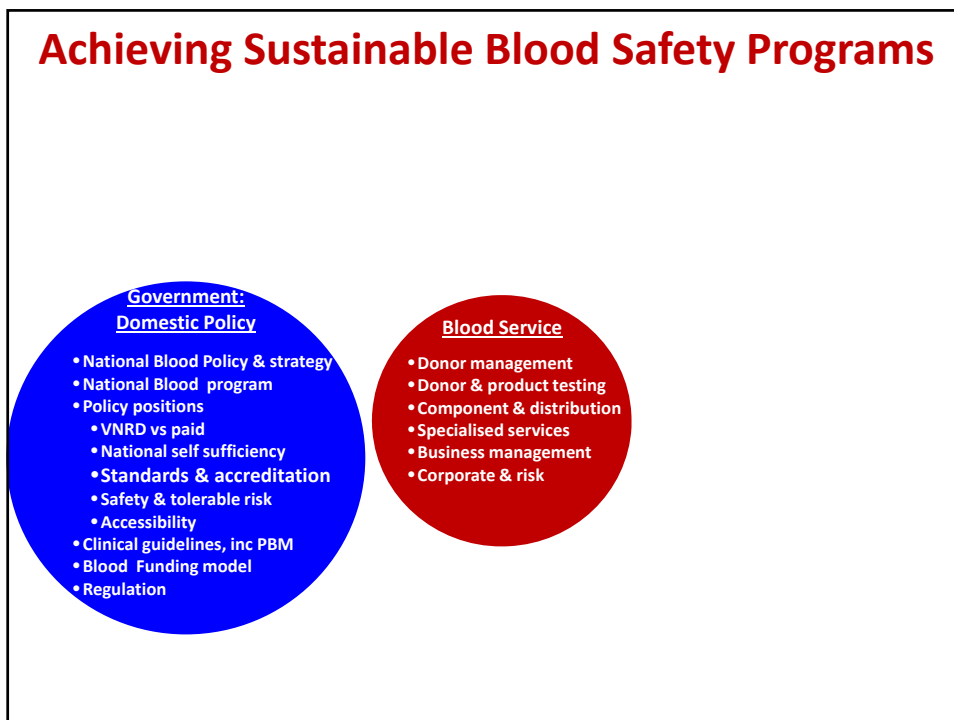 Achieving Sustainable Blood Safety Programs
Government:
Domestic Policy
• National Blood Policy & strategy
• National Blood program
• Policy positions
• VNRD vs paid
• National self sufficiency
• Standards & accreditation
• Safety & tolerable risk
• Accessibility
• Clinical guidelines, inc PBM
• Blood Funding model
• Regulation
Blood Service
• Donor management
• Donor & product testing
• Component & distribution
• Specialised services
• Business management
• Corporate & risk